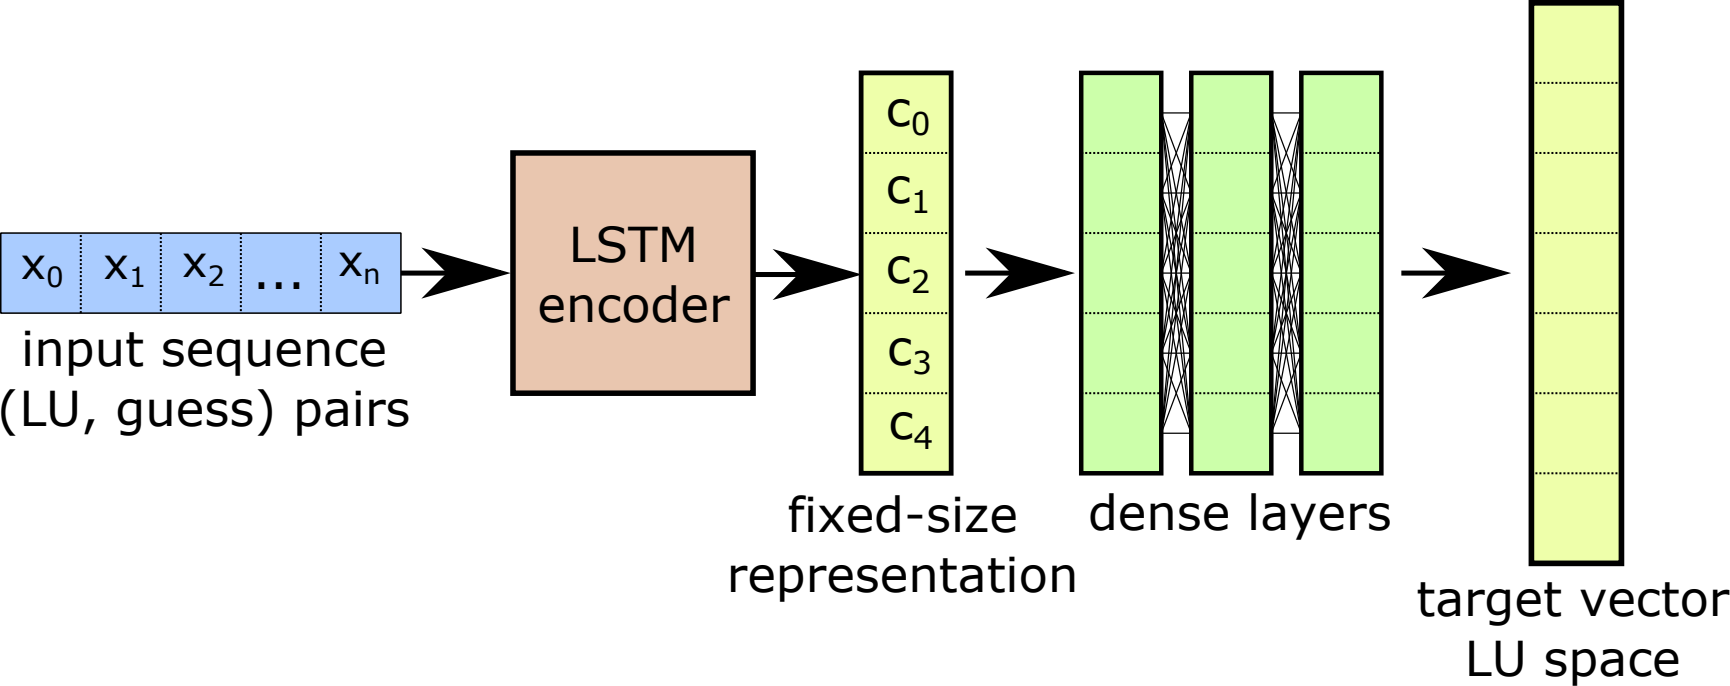 x₀ x₁ x₂ ... xₙ
input sequence
(LU, guess) pairs
LSTM
encoder
c₀
c₁
c₂
c₃
c₄
fixed-size
representation
dense layers
target vector
LU space